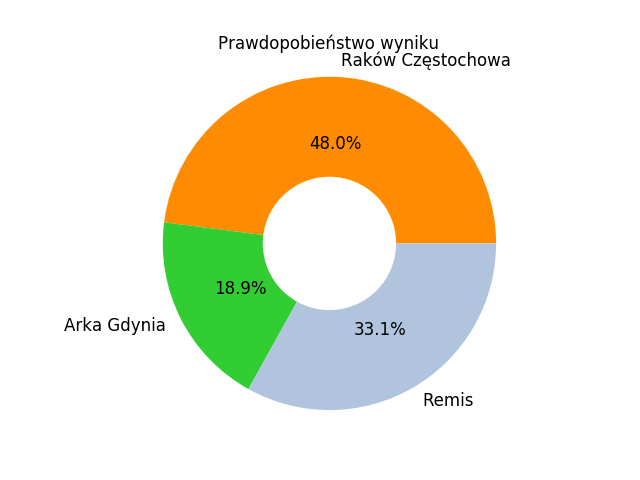 Prawdopobieństwo wyniku
Raków Częstochowa
48.0%
18.9%
Arka Gdynia
33.1%
Remis